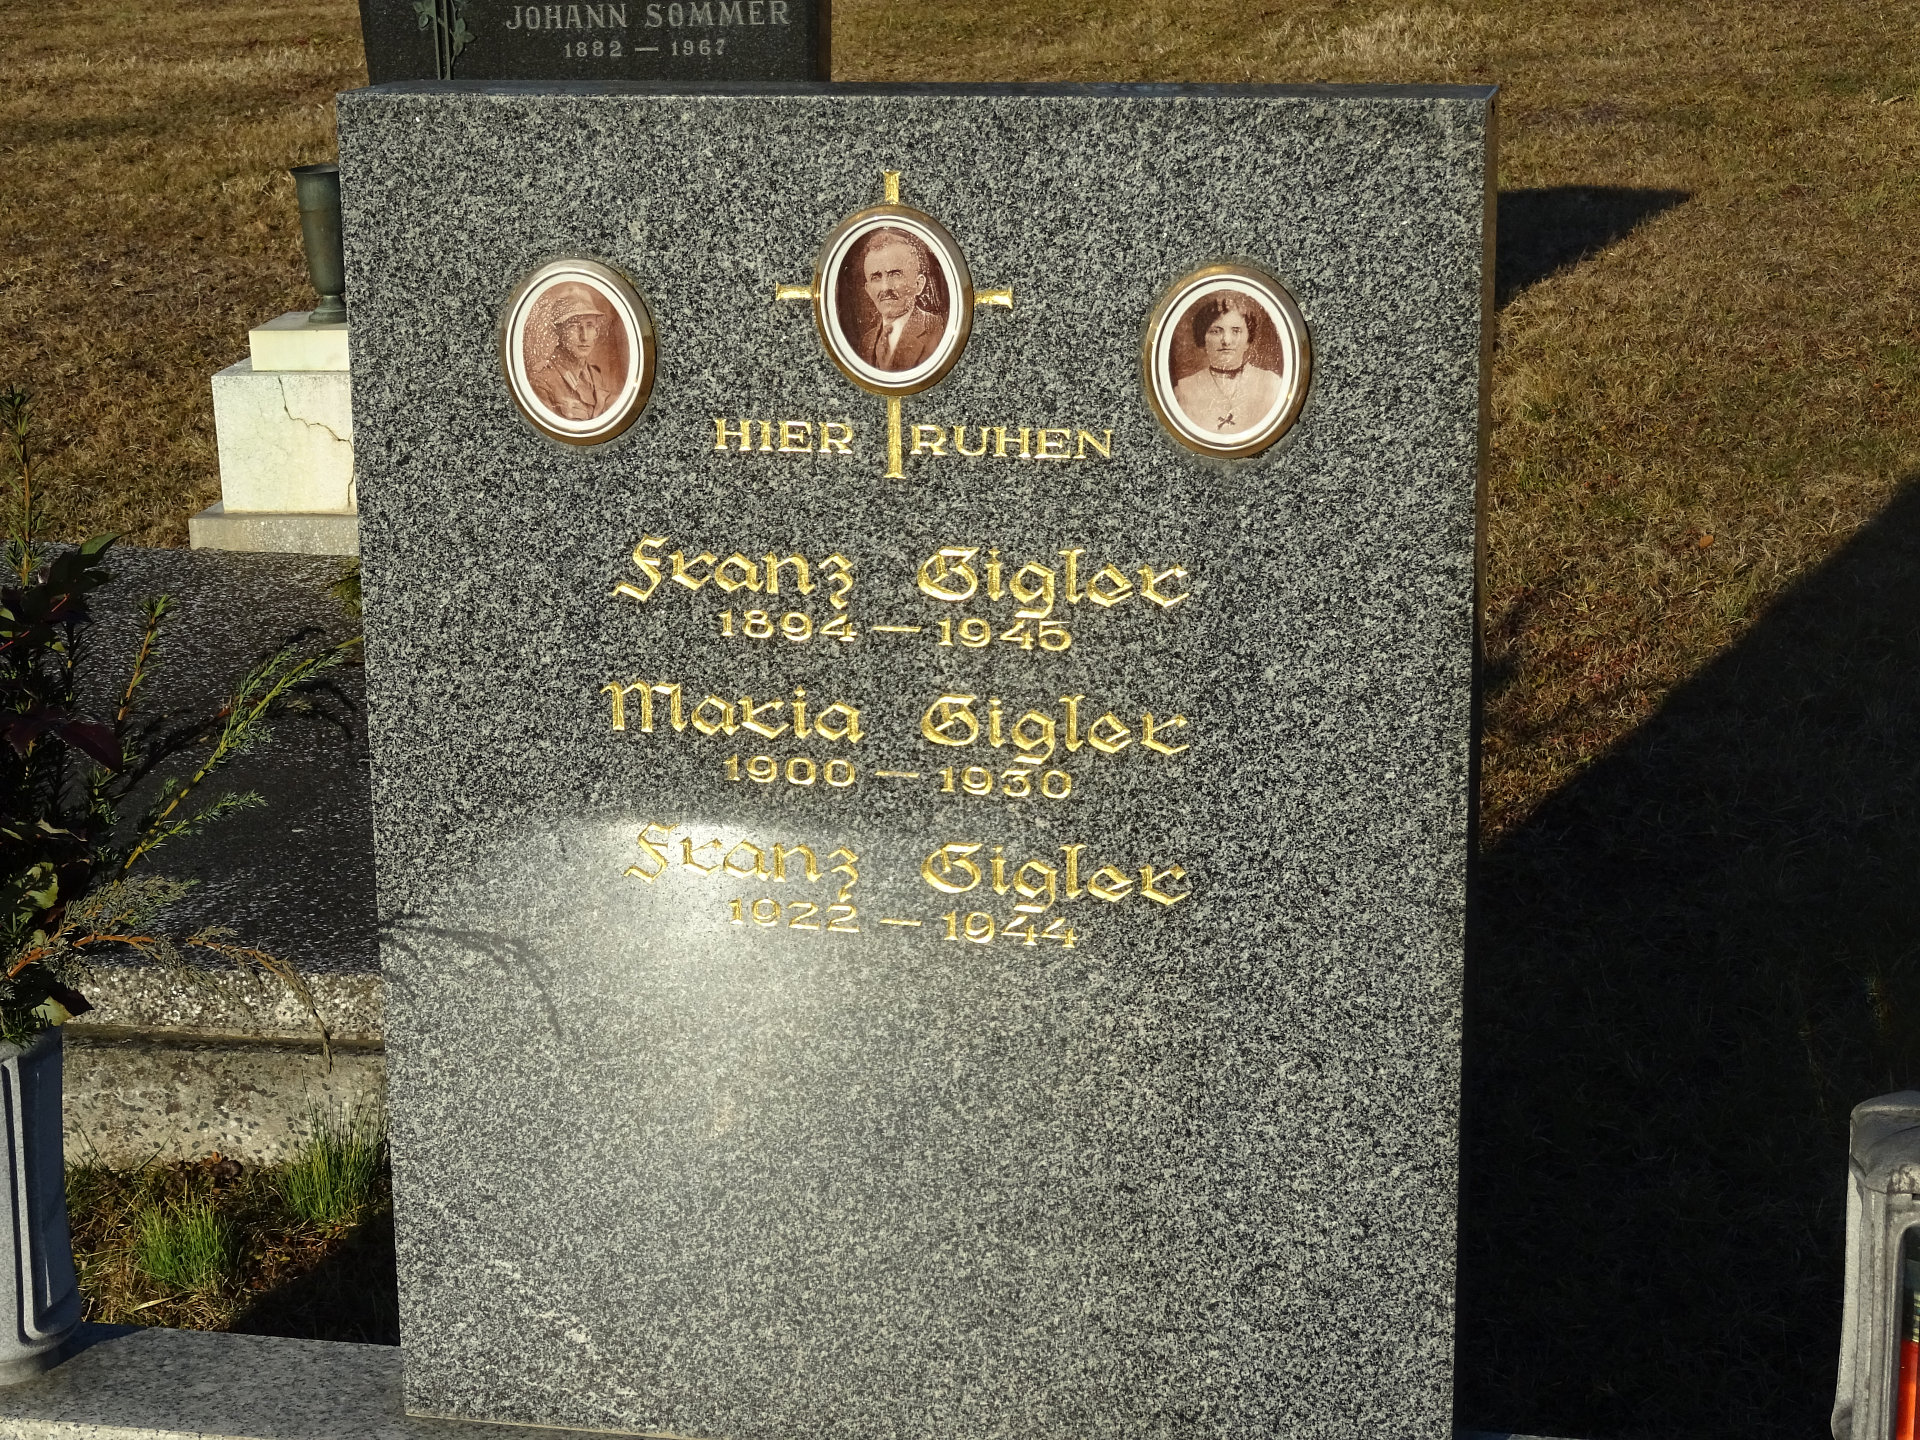 JOHANN SOMMER
1882 — 1967
HIER RUHEN
Franz Gigler
1894 — 1945
Maria Gigler
1900 — 1930
Franz Gigler
1922 — 1944